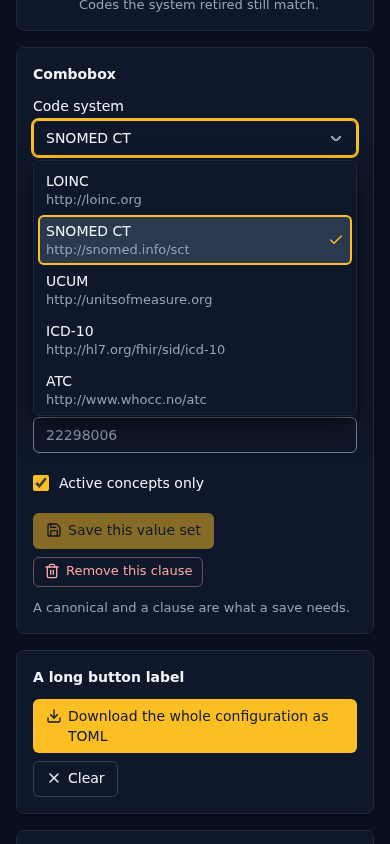 Codes the system retired still match.
Combobox
Code system
SNOMED CT
LOINC
http://loinc.org
SNOMED CT
http://snomed.info/sct
UCUM
http://unitsofmeasure.org
ICD-10
http://hl7.org/fhir/sid/icd-10
ATC
http://www.whocc.no/atc
22298006
Active concepts only
Save this value set
Remove this clause
A canonical and a clause are what a save needs.
A long button label
Download the whole configuration as
TOML
Clear